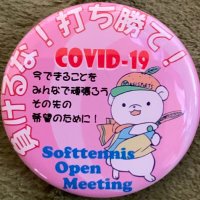 負けるな！打ち勝て！
COVID-19
今できることを
みんなで頑張ろう
その先の
希望のために！
Softtennis
Open
Meeting